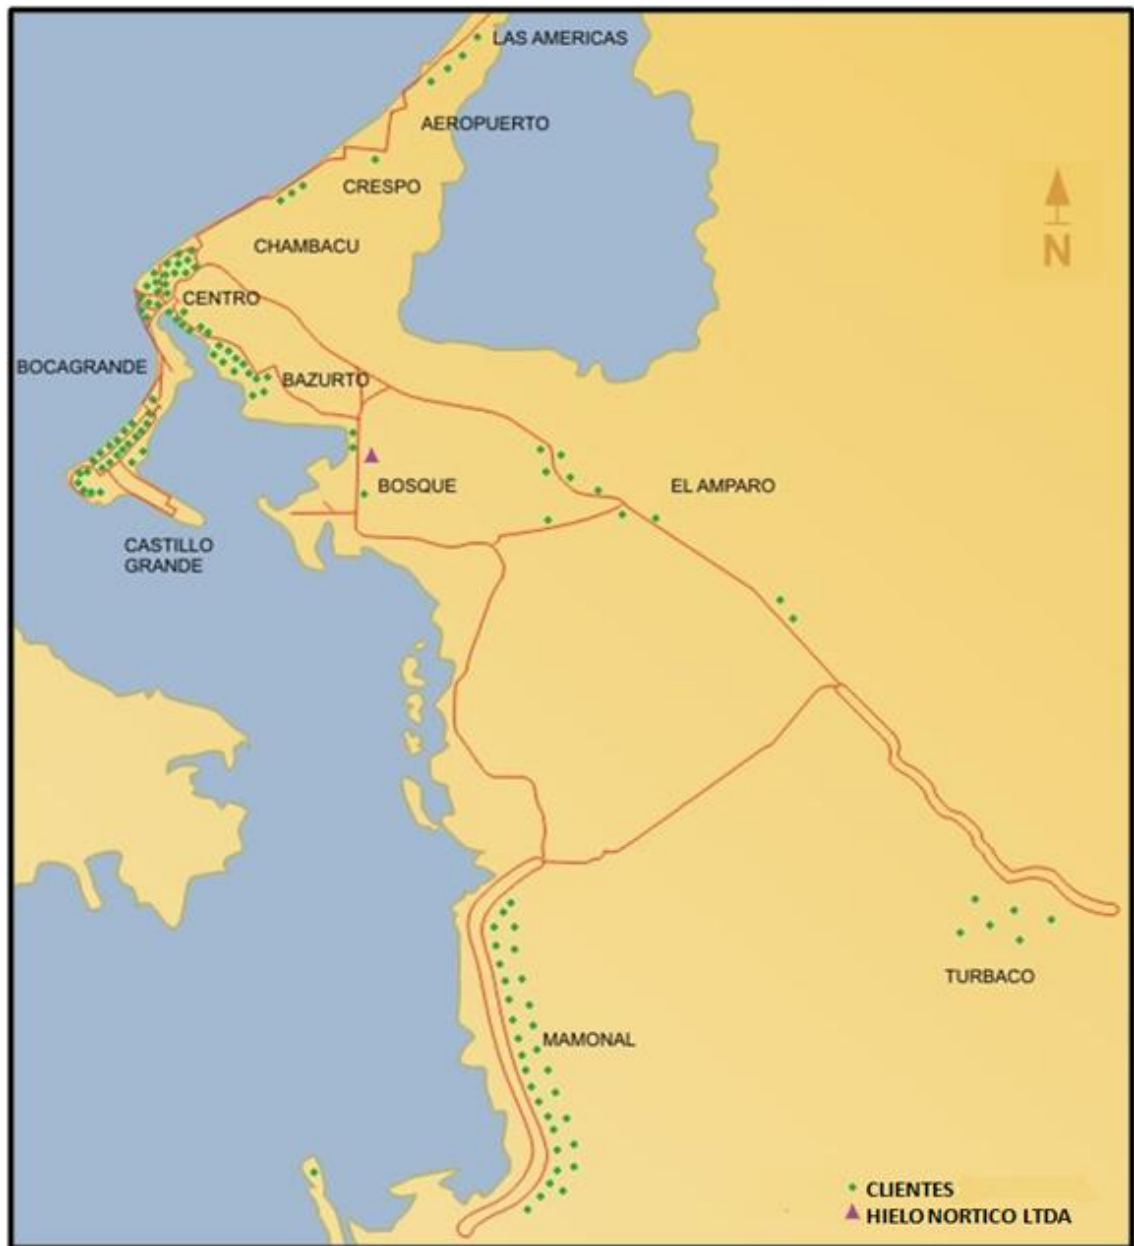 LAS AMERICAS
AEROPUERTO
CRESPO
CHAMBACU
N
CENTRO
BOCAGRANDE
BAZURTO
BOSQUE
EL AMPARO
CASTILLO
GRANDE
TURBACO
MAMONAL
CLIENTES
HIELO NORTICO LTDA